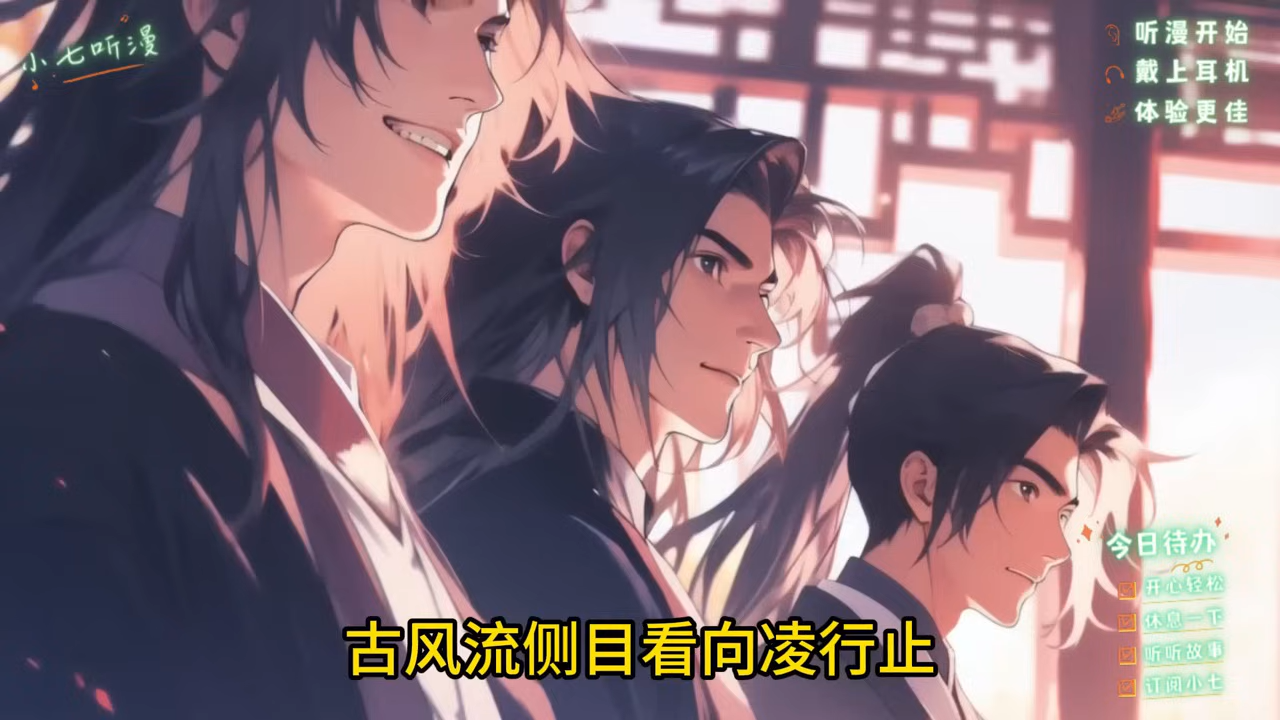 小七听漫
听漫开始
戴上耳机
体验更佳
今日待办
开心轻松
休息一下
听听故事
订阅小七
古风流侧目看向凌行止